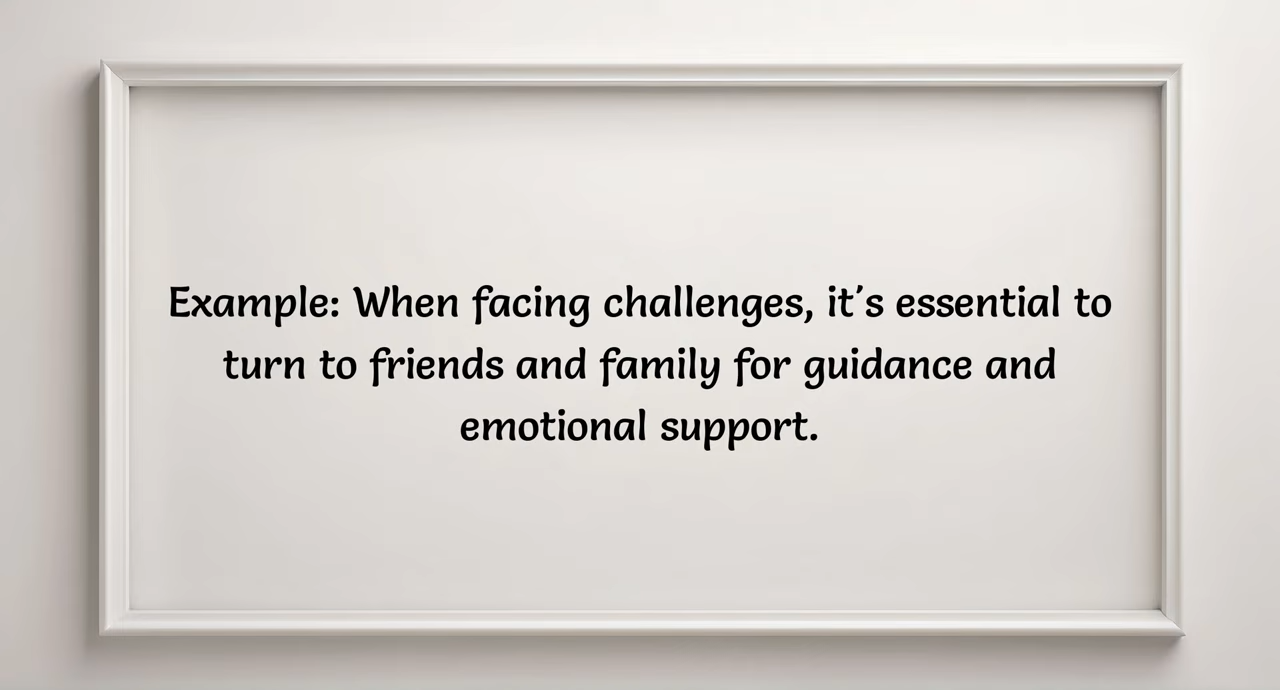 Example: When facing challenges, it's essential to
turn to friends and family for guidance and
emotional support.